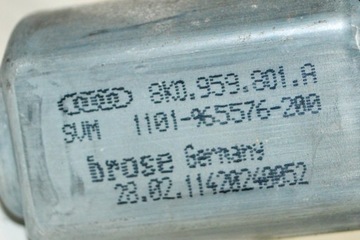 8K0.959.801.A
SVM 1101-965576-200
brose Germany
28.02.11420240052